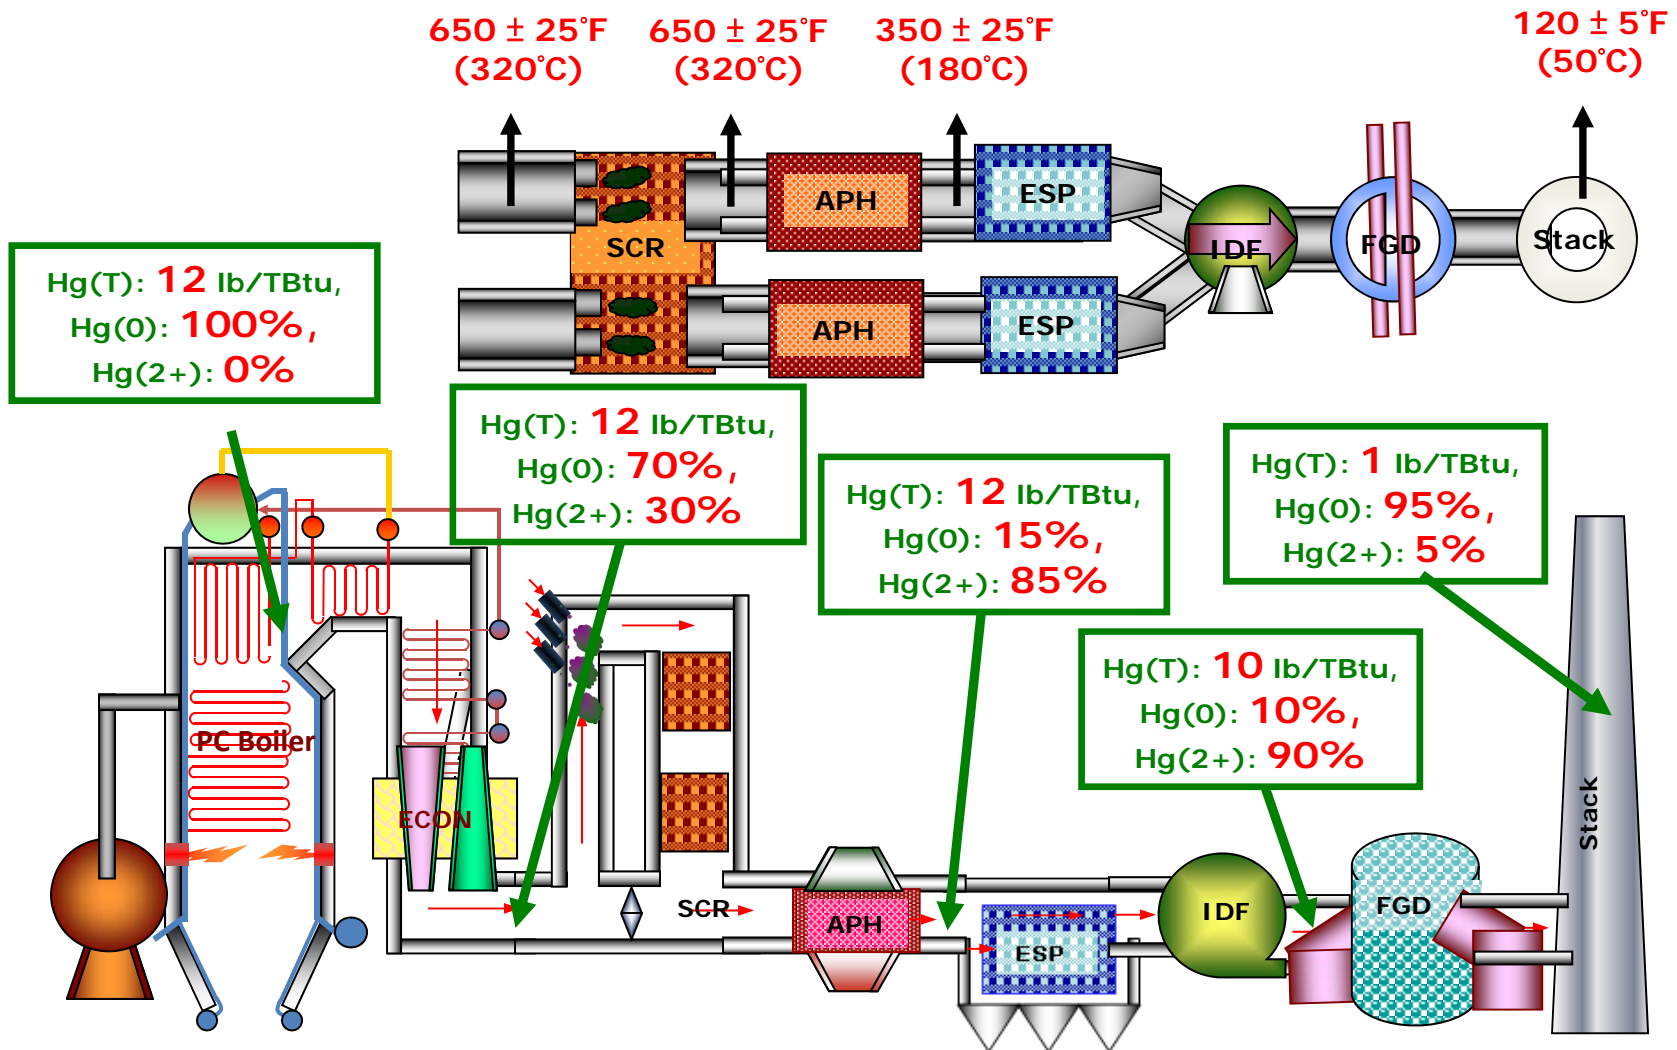 650 ± 25°F
(320°C)
650 ± 25°F
(320°C)
350 ± 25°F
(180°C)
120 ± 5°F
(50°C)
SCR
APH
ESP
IDF
FGD
Stack
APH
ESP
Hg(T): 12 lb/TBtu,
Hg(0): 100%,
Hg(2+): 0%
Hg(T): 12 lb/TBtu,
Hg(0): 70%,
Hg(2+): 30%
Hg(T): 12 lb/TBtu,
Hg(0): 15%,
Hg(2+): 85%
Hg(T): 1 lb/TBtu,
Hg(0): 95%,
Hg(2+): 5%
Hg(T): 10 lb/TBtu,
Hg(0): 10%,
Hg(2+): 90%
PC Boiler
ECON
SCR
APH
ESP
IDF
FGD
Stack